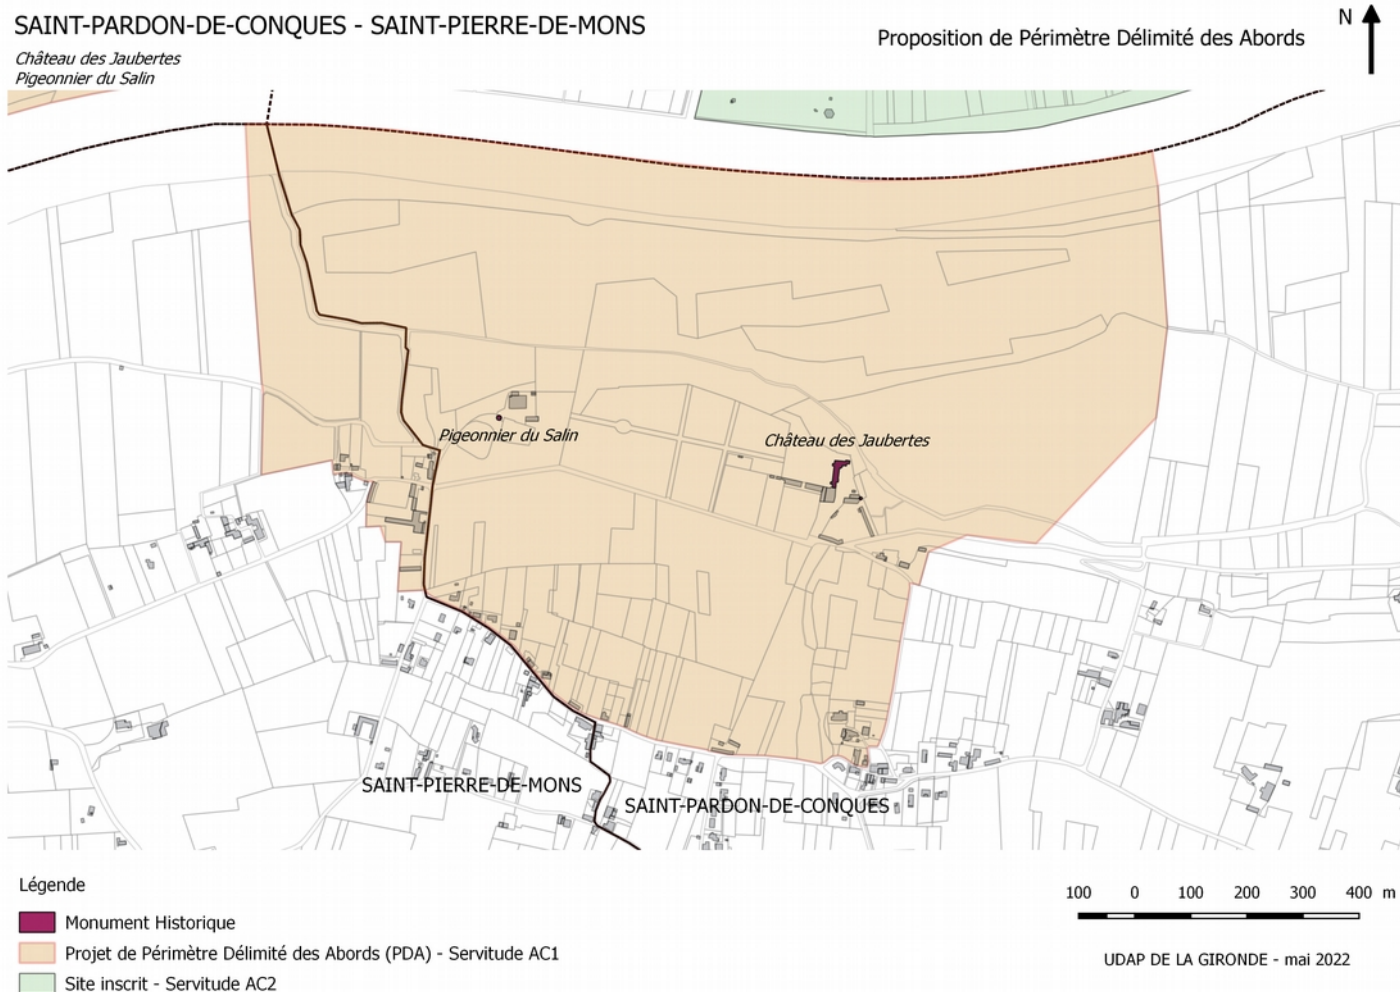 SAINT-PARDON-DE-CONQUES - SAINT-PIERRE-DE-MONS
Château des Jaubertes
Pigeonnier du Salin
Proposition de Périmètre Délimité des Abords
N
Pigeonnier du Salin
Château des Jaubertes
SAINT-PIERRE-DE-MONS
SAINT-PARDON-DE-CONQUES
Légende
Monument Historique
Projet de Périmètre Délimité des Abords (PDA) - Servitude AC1
Site inscrit - Servitude AC2
100 0 100 200 300 400 m
UDAP DE LA GIRONDE - mai 2022